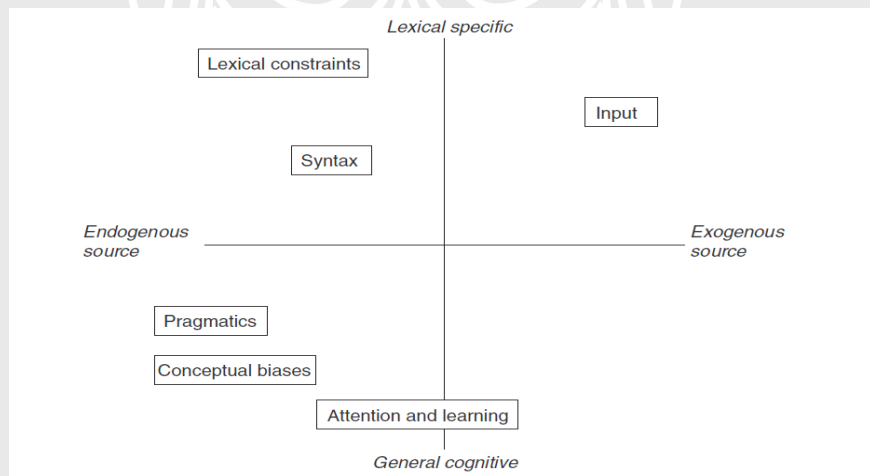 Lexical specific
Lexical constraints
Input
Syntax
Endogenous
source
Exogenous
source
Pragmatics
Conceptual biases
Attention and learning
General cognitive